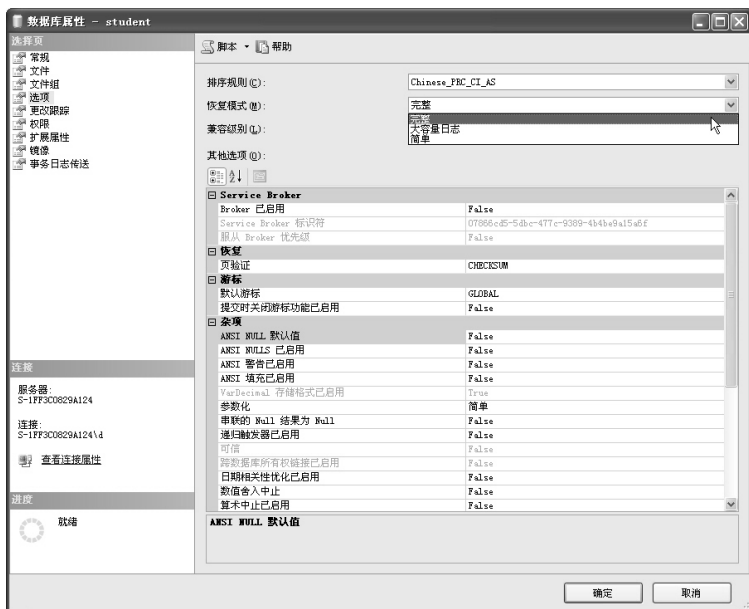 数据库属性 - student
选择页
常规
文件
文件组
选项
更改跟踪
权限
扩展属性
镜像
事务日志传送
脚本 帮助
排序规则(C): Chinese_PRC_CI_AS
恢复模式(M): 完整
完整
兼容级别(L): 大容量日志
简单
其他选项(O):
Service Broker
Broker 已启用 False
Service Broker 标识符 07866cd5-5dbc-477c-9389-4b4be9a15a6f
服从 Broker 优先级 False
恢复
页验证 CHECKSUM
游标
默认游标 GLOBAL
提交时关闭游标功能已启用 False
杂项
ANSI NULL 默认值 False
ANSI NULLS 已启用 False
ANSI 警告已启用 False
ANSI 填充已启用 False
VarDecimal 存储格式已启用 True
参数化 简单
串联的 Null 结果为 Null False
递归触发器已启用 False
可信 False
跨数据库所有权链接已启用 False
日期相关性优化已启用 False
数值舍入中止 False
算术中止已启用 False
ANSI NULL 默认值
连接
服务器:
S-1FF3C0829A124
连接:
S-1FF3C0829A124\d
查看连接属性
进度
就绪
确定 取消